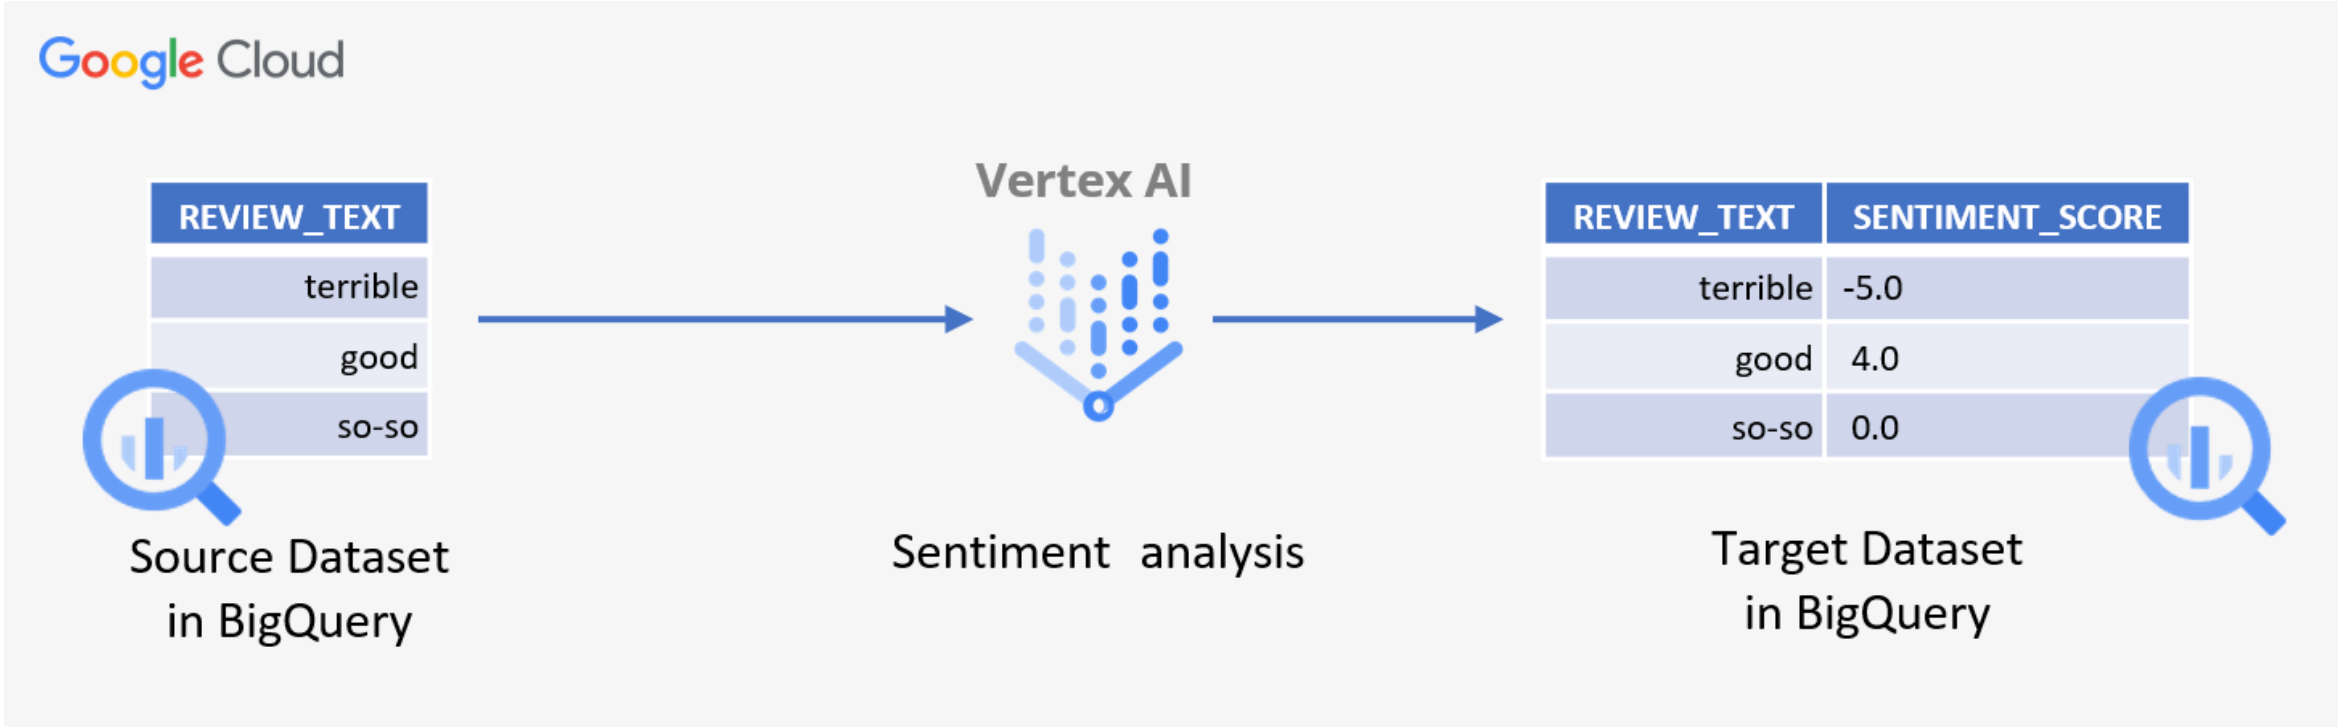 Google Cloud
Vertex AI
REVIEW_TEXT
terrible
good
so-so
REVIEW_TEXT SENTIMENT_SCORE
terrible -5.0
good 4.0
so-so 0.0
Source Dataset
in BigQuery
Sentiment analysis
Target Dataset
in BigQuery